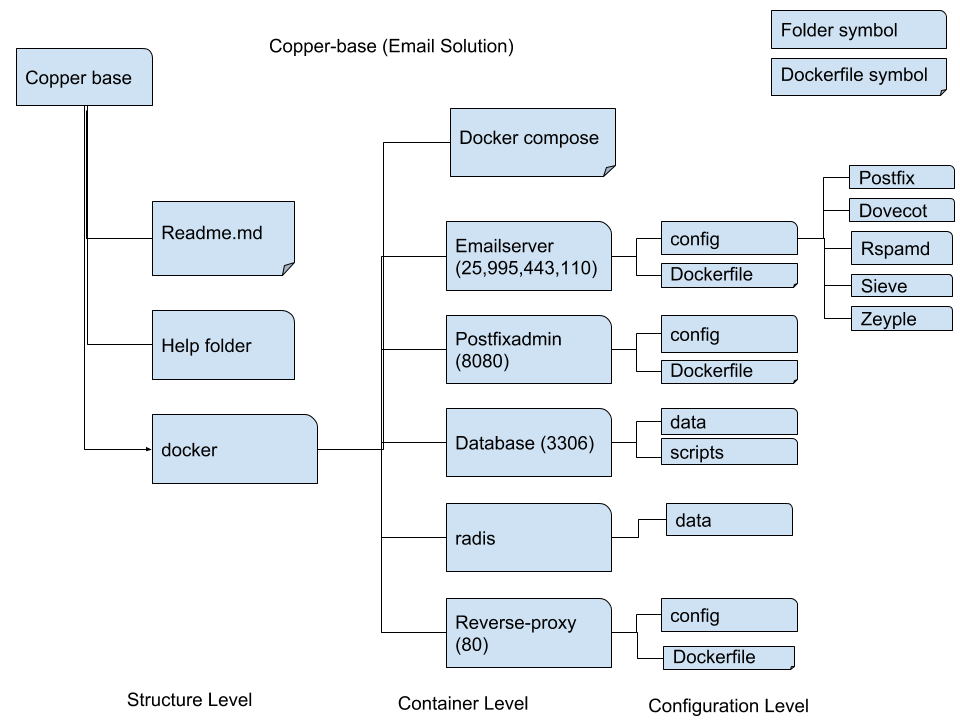 Copper-base (Email Solution)
Folder symbol
Dockerfile symbol
Copper base
Readme.md
Help folder
docker
Docker compose
Emailserver
(25,995,443,110)
config
Dockerfile
Postfix
Dovecot
Rspamd
Sieve
Zeyple
Postfixadmin
(8080)
config
Dockerfile
Database (3306)
data
scripts
radis
data
Reverse-proxy
(80)
config
Dockerfile
Structure Level
Container Level
Configuration Level